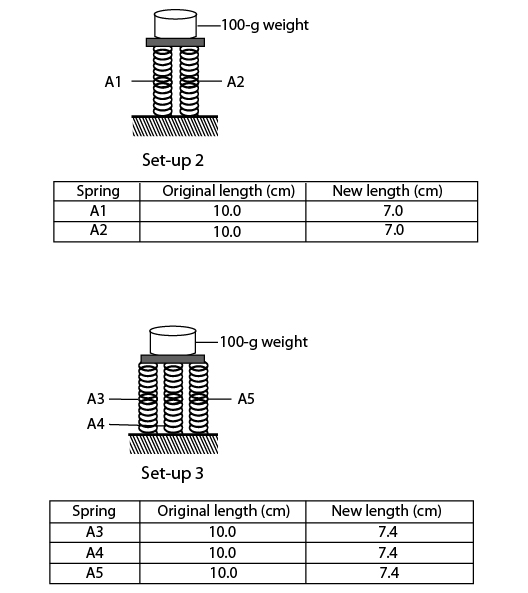 100-g weight
A1 A2
Set-up 2
Spring Original length (cm) New length (cm)
A1 10.0 7.0
A2 10.0 7.0
100-g weight
A3 A5
A4
Set-up 3
Spring Original length (cm) New length (cm)
A3 10.0 7.4
A4 10.0 7.4
A5 10.0 7.4